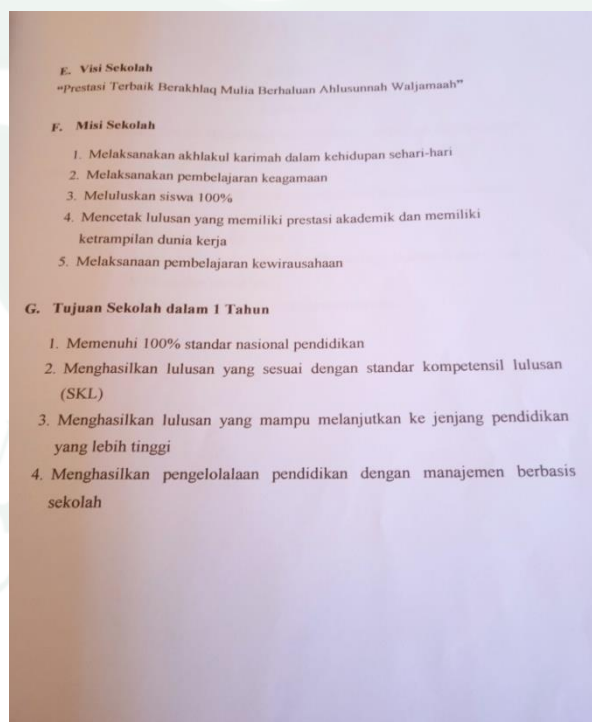 E. Visi Sekolah
"Prestasi Terbaik Berakhlaq Mulia Berhaluan Ahlusunnah Waljamaah"
F. Misi Sekolah
1. Melaksanakan akhlakul karimah dalam kehidupan sehari-hari
2. Melaksanakan pembelajaran keagamaan
3. Meluluskan siswa 100%
4. Mencetak lulusan yang memiliki prestasi akademik dan memiliki
ketrampilan dunia kerja
5. Melaksanaan pembelajaran kewirausahaan
G. Tujuan Sekolah dalam 1 Tahun
1. Memenuhi 100% standar nasional pendidikan
2. Menghasilkan lulusan yang sesuai dengan standar kompetensil lulusan
(SKL)
3. Menghasilkan lulusan yang mampu melanjutkan ke jenjang pendidikan
yang lebih tinggi
4. Menghasilkan pengelolalaan pendidikan dengan manajemen berbasis
sekolah